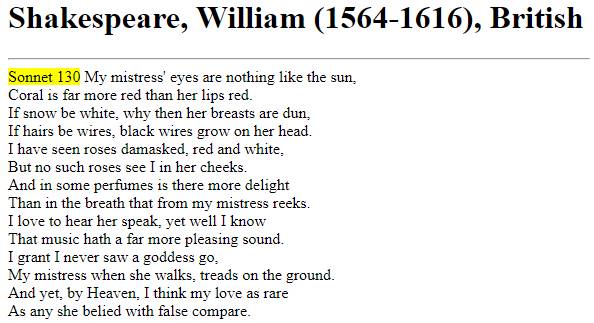 Shakespeare, William (1564-1616), British
Sonnet 130 My mistress' eyes are nothing like the sun,
Coral is far more red than her lips red.
If snow be white, why then her breasts are dun,
If hairs be wires, black wires grow on her head.
I have seen roses damasked, red and white,
But no such roses see I in her cheeks.
And in some perfumes is there more delight
Than in the breath that from my mistress reeks.
I love to hear her speak, yet well I know
That music hath a far more pleasing sound.
I grant I never saw a goddess go,
My mistress when she walks, treads on the ground.
And yet, by Heaven, I think my love as rare
As any she belied with false compare.